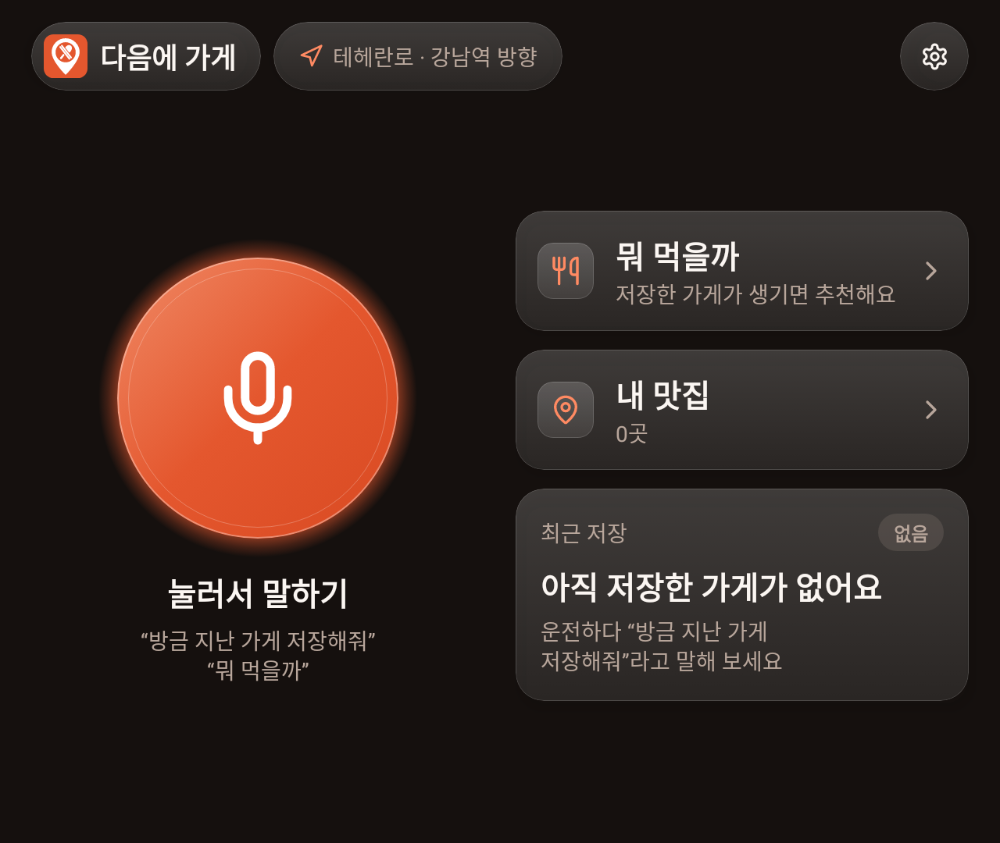 다음에 가게
테헤란로 · 강남역 방향
눌러서 말하기
“방금 지난 가게 저장해줘”
“뭐 먹을까”
뭐 먹을까
저장한 가게가 생기면 추천해요
내 맛집
0곳
최근 저장
없음
아직 저장한 가게가 없어요
운전하다 “방금 지난 가게
저장해줘”라고 말해 보세요